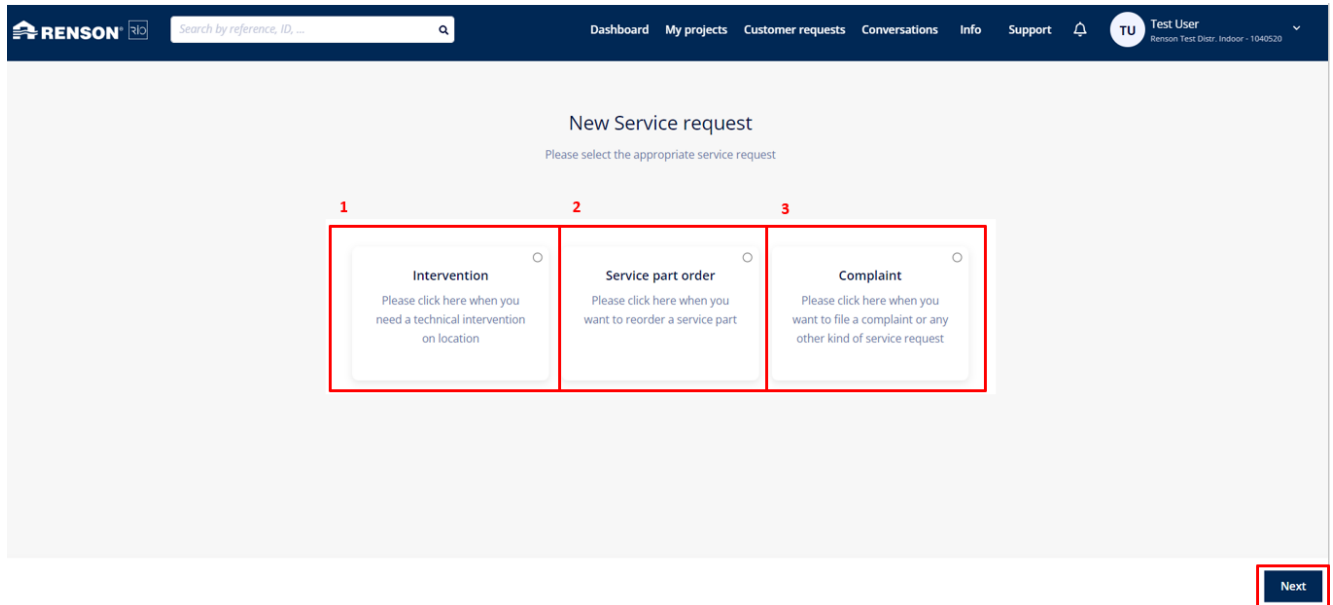 RENSON® RIO
Search by reference, ID, ...
Dashboard My projects Customer requests Conversations Info Support
TU
Test User
Renson Test Distr. Indoor - 1040520
New Service request
Please select the appropriate service request
1
2
3
Intervention
Please click here when you
need a technical intervention
on location
Service part order
Please click here when you
want to reorder a service part
Complaint
Please click here when you
want to file a complaint or any
other kind of service request
Next